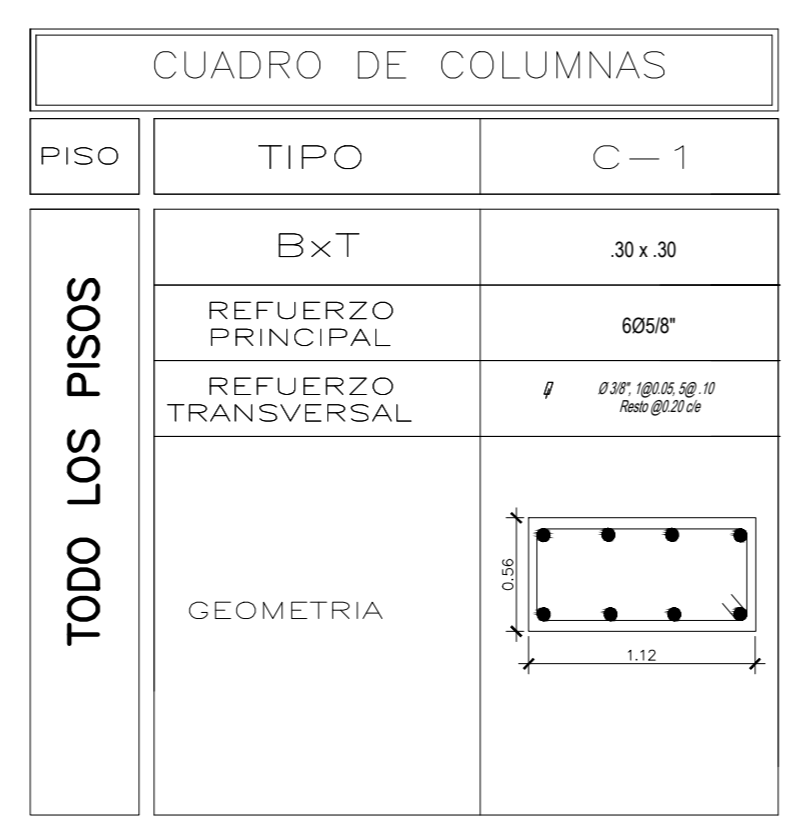 CUADRO DE COLUMNAS
PISO
TIPO
C-1
TODO LOS PISOS
BxT
.30 x .30
REFUERZO
PRINCIPAL
6Ø5/8"
REFUERZO
TRANSVERSAL
Ø 3/8", 1@0.05, 5@ .10
Resto @0.20 c/e
GEOMETRIA
0.56
1.12